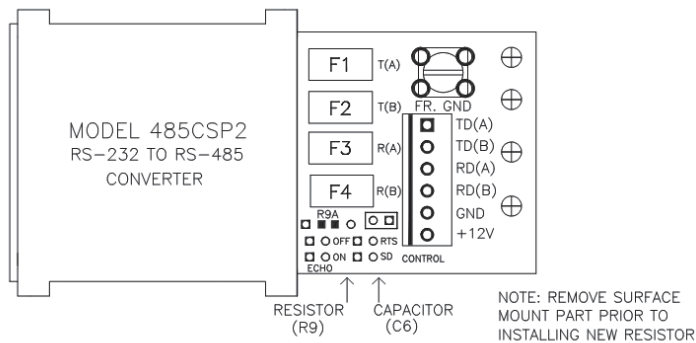 MODEL 485CSP2
RS-232 TO RS-485
CONVERTER
F1 T(A)
F2 T(B)
F3 R(A)
F4 R(B)
FR. GND
TD(A)
TD(B)
RD(A)
RD(B)
GND
+12V
R9A
OFF RTS
ON SD
ECHO
CONTROL
RESISTOR
(R9)
CAPACITOR
(C6)
NOTE: REMOVE SURFACE
MOUNT PART PRIOR TO
INSTALLING NEW RESISTOR